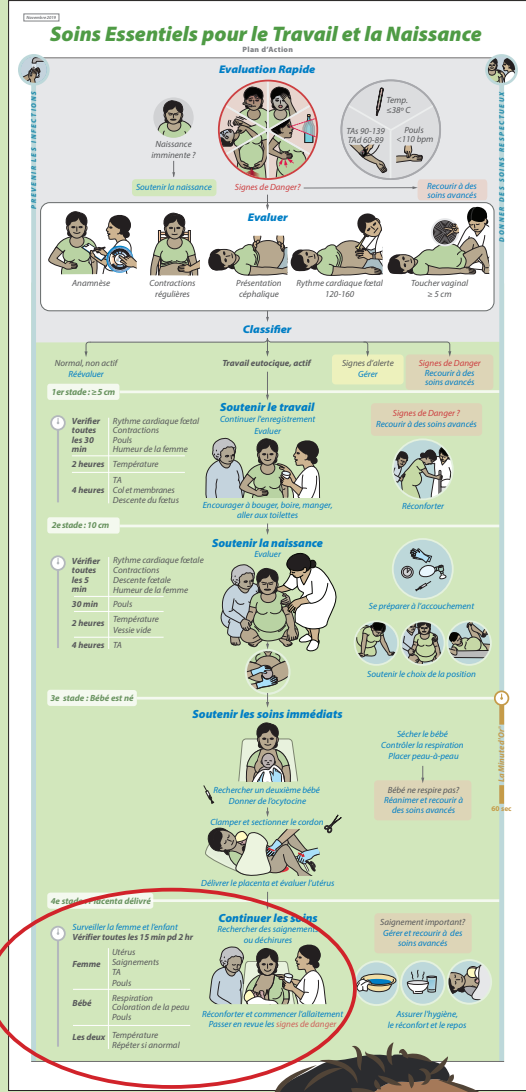 Novembre 2019
Soins Essentiels pour le Travail et la Naissance
Plan d'Action
PREVENIR LES INFECTIONS
DONNER DES SOINS RESPECTUEUX
Evaluation Rapide
Naissance
imminente ?
Temp.
≤38º C
TAs 90-139
TAd 60-89
Pouls
<110 bpm
Soutenir la naissance
Signes de Danger?
Recourir à des
soins avancés
Evaluer
Anamnèse
Contractions
régulières
Présentation
céphalique
Rythme cardiaque fœtal
120-160
Toucher vaginal
≥ 5 cm
Classifier
Normal, non actif
Réévaluer
Travail eutocique, actif
Signes d'alerte
Gérer
Signes de Danger
Recourir à des
soins avancés
1er stade : ≥5 cm
Soutenir le travail
Continuer l'enregistrement
Evaluer
Verifier
toutes
les 30
min
Rythme cardiaque fœtal
Contractions
Pouls
Humeur de la femme
2 heures
Température
4 heures
TA
Col et membranes
Descente du fœtus
Encourager à bouger, boire, manger,
aller aux toilettes
Signes de Danger ?
Recourir à des soins avancés
Réconforter
2e stade : 10 cm
Soutenir la naissance
Evaluer
Vérifier
toutes
les 5
min
Rythme cardiaque fœtale
Contractions
Descente fœtale
Humeur de la femme
30 min
Pouls
2 heures
Température
Vessie vide
4 heures
TA
Se préparer à l'accouchement
Soutenir le choix de la position
3e stade : Bébé est né
Soutenir les soins immédiats
Rechercher un deuxième bébé
Donner de l'ocytocine
Clamper et sectionner le cordon
Délivrer le placenta et évaluer l'utérus
Sécher le bébé
Contrôler la respiration
Placer peau-à-peau
Bébé ne respire pas?
Réanimer et recourir à
des soins avancés
La Minute d'Or
60 sec
4e stade : Placenta délivré
Continuer les soins
Rechercher des saignements
ou déchirures
Surveiller la femme et l'enfant
Vérifier toutes les 15 min pd 2 hr
Femme
Utérus
Saignements
TA
Pouls
Bébé
Respiration
Coloration de la peau
Pouls
Les deux
Température
Répéter si anormal
Réconforter et commencer l'allaitement
Passer en revue les signes de danger
Saignement important?
Gérer et recourir à des
soins avancés
Assurer l'hygiène,
le réconfort et le repos